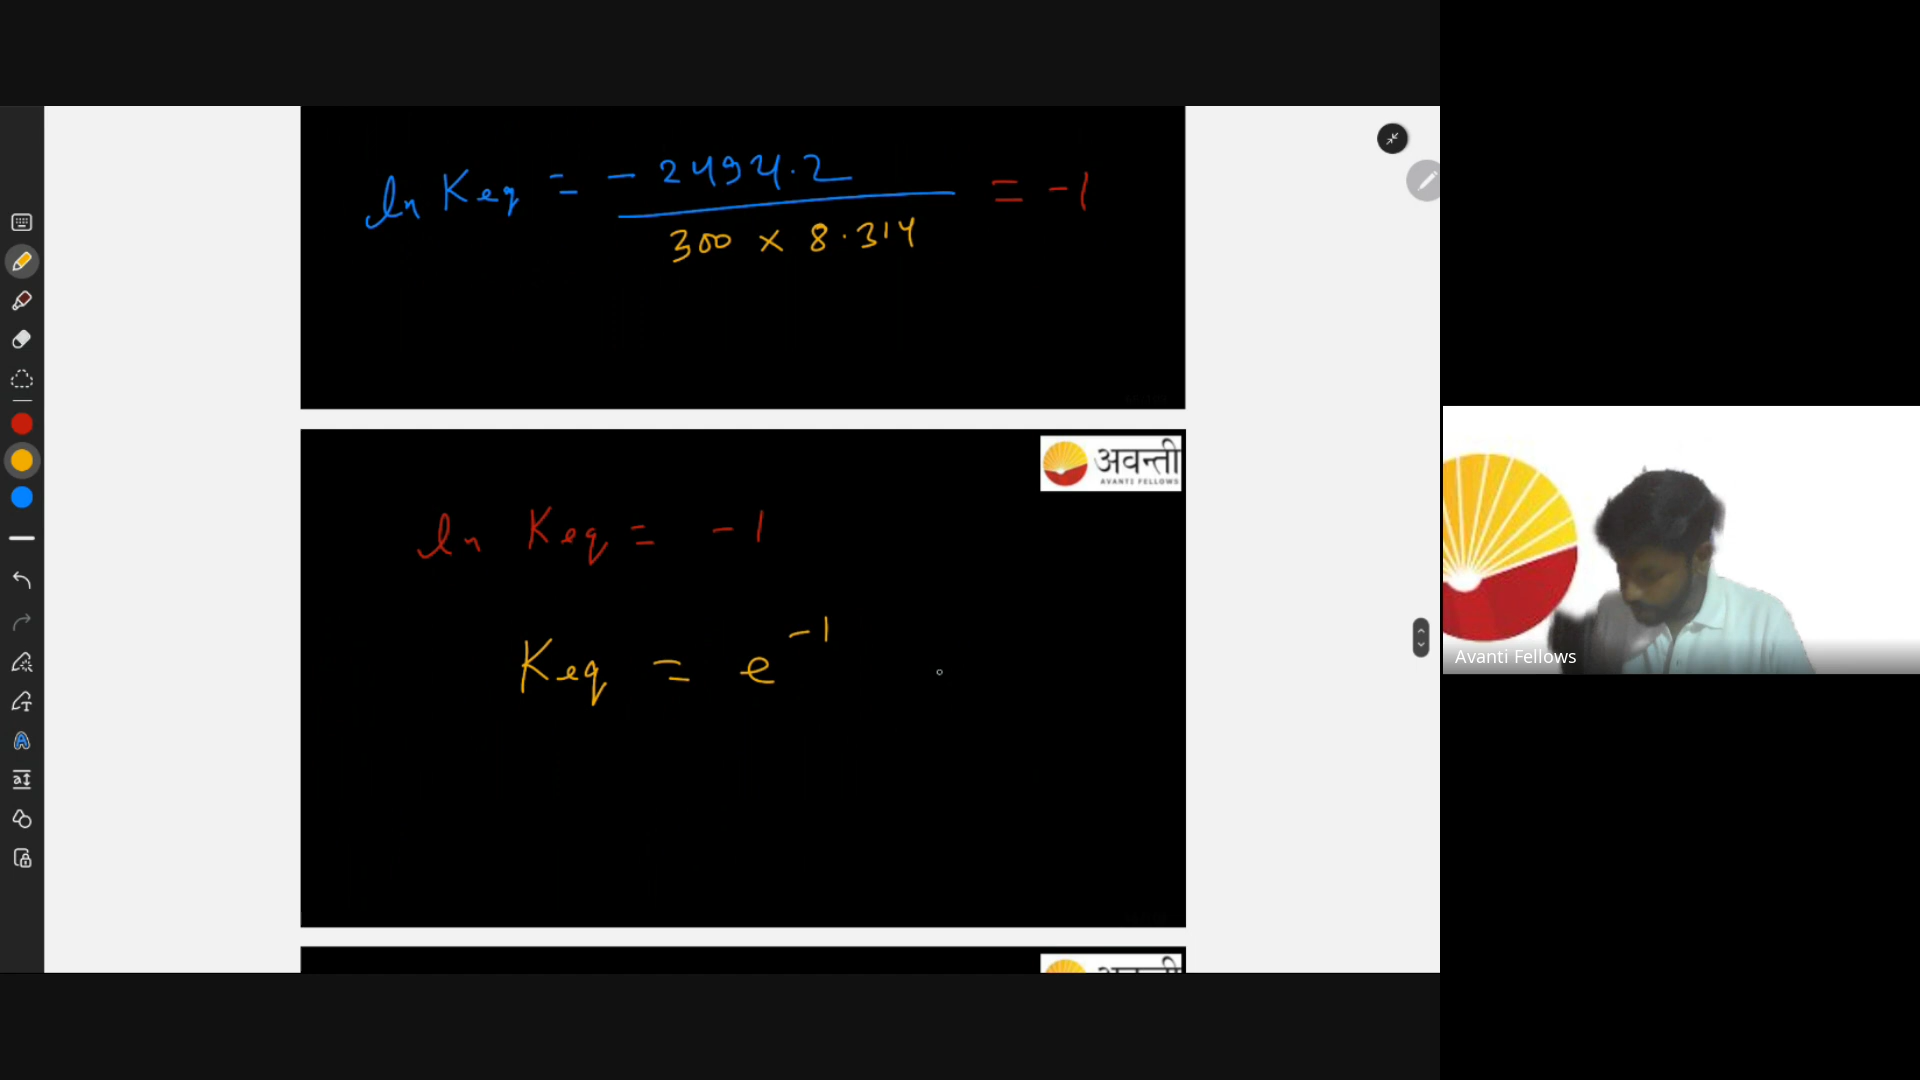 ln Keq = - 2494.2 / 300 x 8.314 = -1
अवन्ती
AVANTI FELLOWS
ln Keq = -1
Keq = e^-1
Avanti Fellows